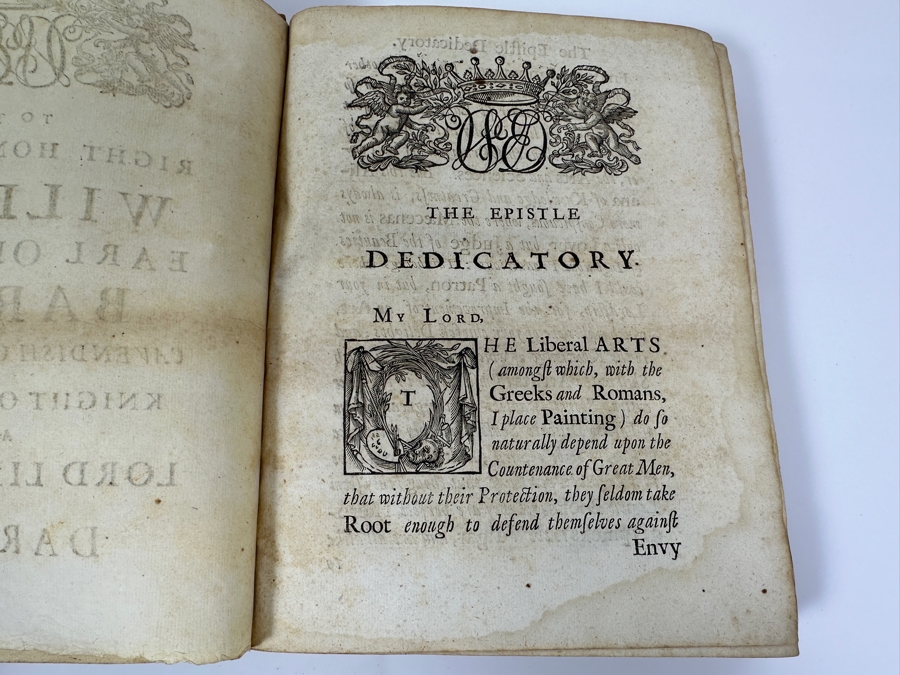 THE EPISTLE
DEDICATORY.
My Lord,
THE Liberal ARTS
(amongſt which, with the
Greeks and Romans,
I place Painting) do ſo
naturally depend upon the
Countenance of Great Men,
that without their Protection, they ſeldom take
Root enough to defend themſelves againſt
Envy